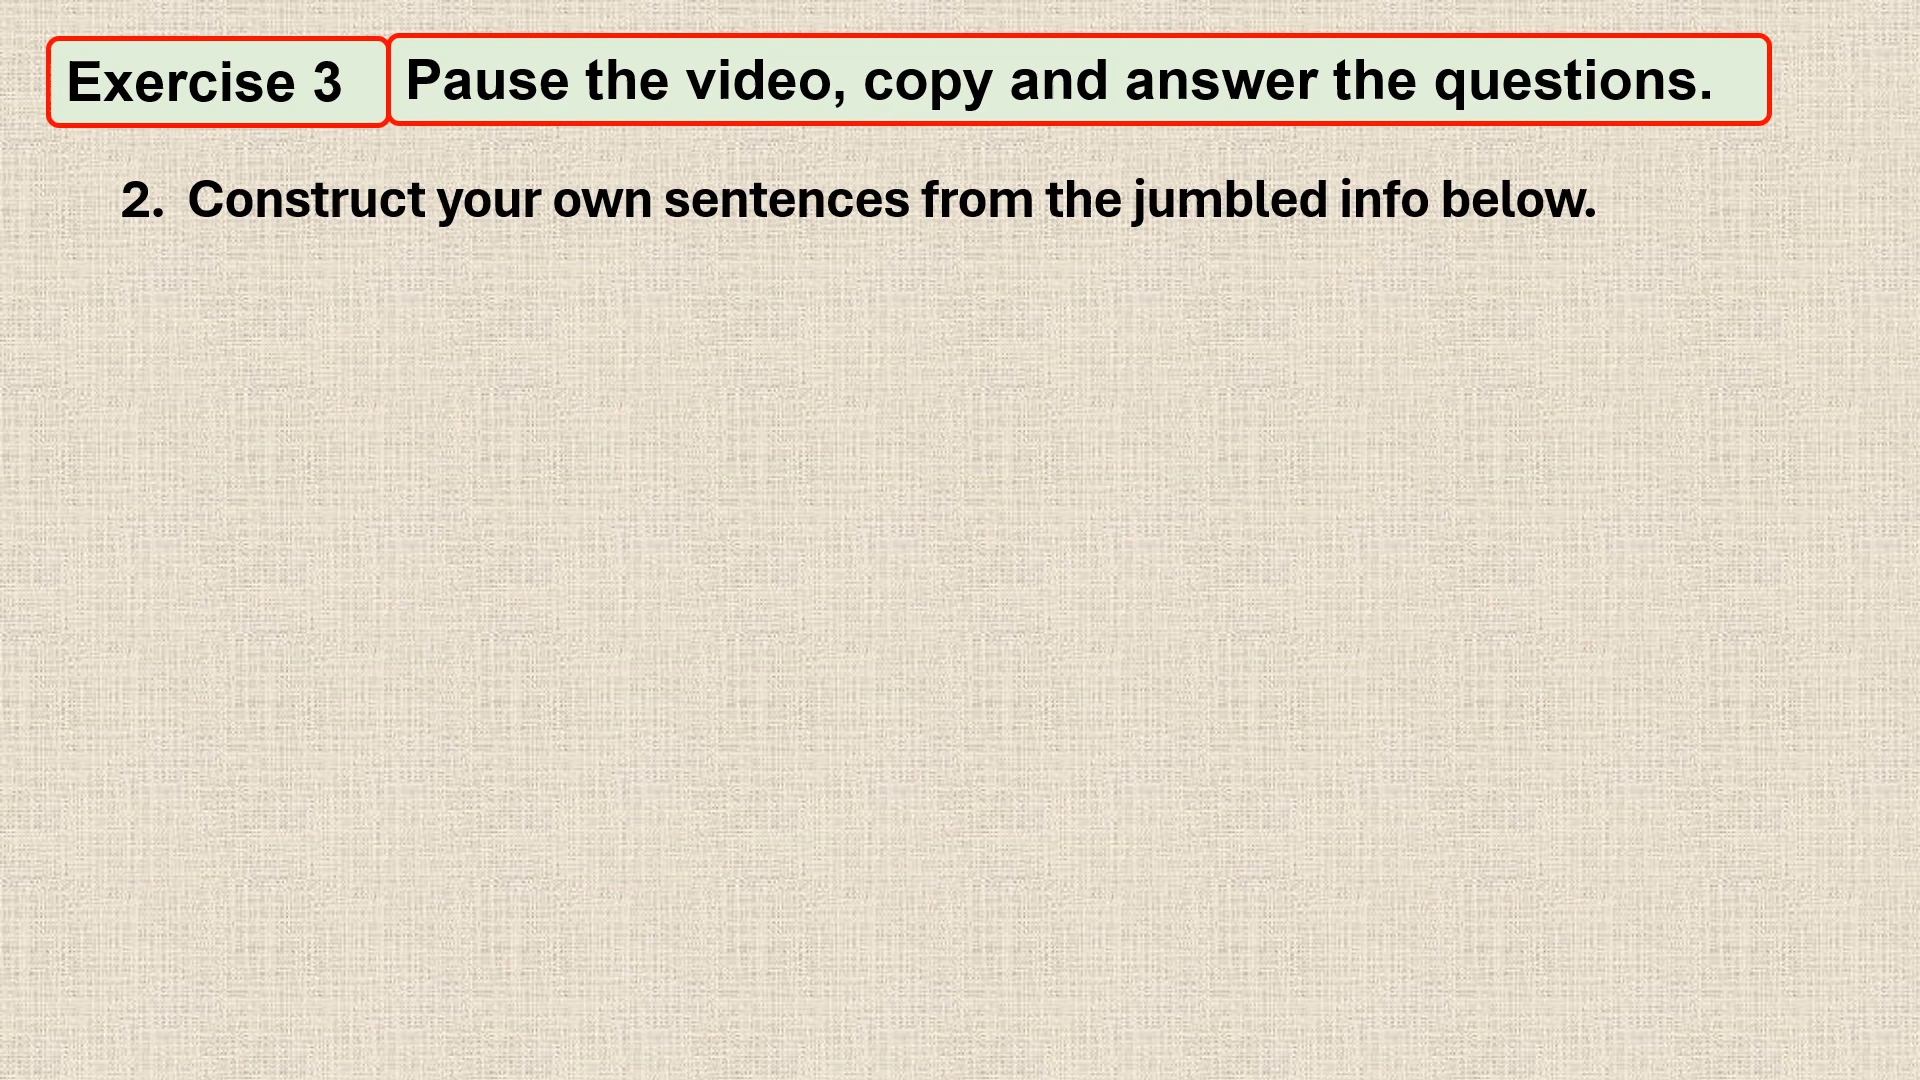 Exercise 3
Pause the video, copy and answer the questions.
2. Construct your own sentences from the jumbled info below.